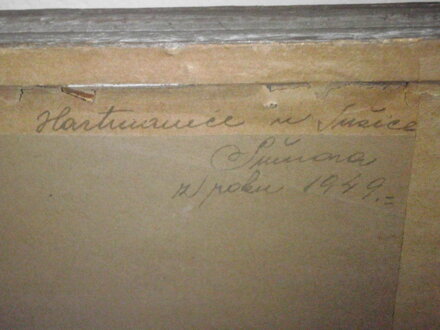 Hartmanice u Sušice
Šumava
z roku 1949.=